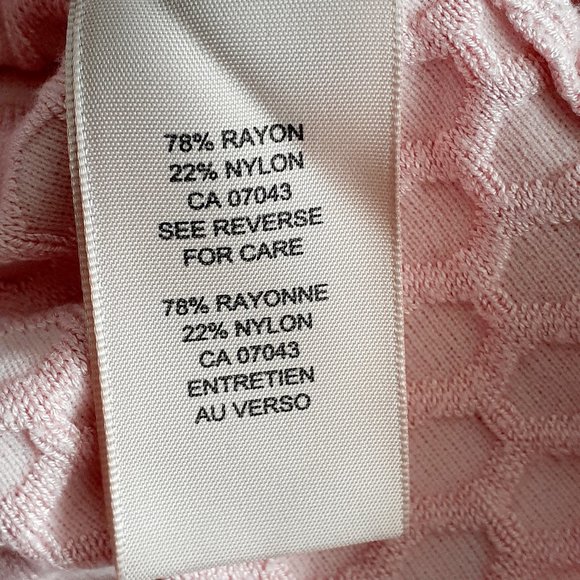 78% RAYON
22% NYLON
CA 07043
SEE REVERSE
FOR CARE
78% RAYONNE
22% NYLON
CA 07043
ENTRETIEN
AU VERSO